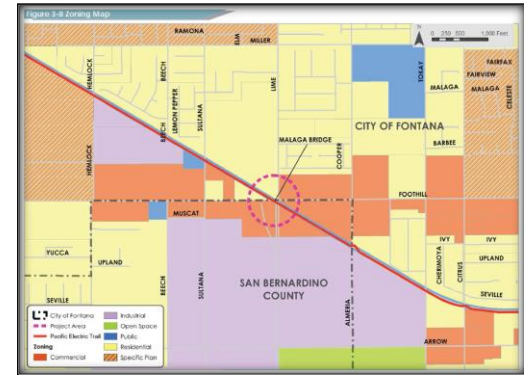 Figure 3-8 Zoning Map
RAMONA
ELM
MILLER
N
0 250 500 1,000 Feet
HEMLOCK
BEECH
LIME
TOKAY
FAIRFAX
FAIRVIEW
MALAGA
MALAGA
CELESTE
LEMON PEPPER
SULTANA
BEECH
CITY OF FONTANA
MALAGA BRIDGE
BARBEE
COOPER
HEMLOCK
FOOTHILL
MUSCAT
YUCCA
UPLAND
IVY
IVY
CHERIMOYA
CITRUS
UPLAND
SAN BERNARDINO
COUNTY
SEVILLE
BEECH
SULTANA
ALMERIA
SEVILLE
ARROW
City of Fontana
Project Area
Pacific Electric Trail
Zoning
Commercial
Industrial
Open Space
Public
Residential
Specific Plan